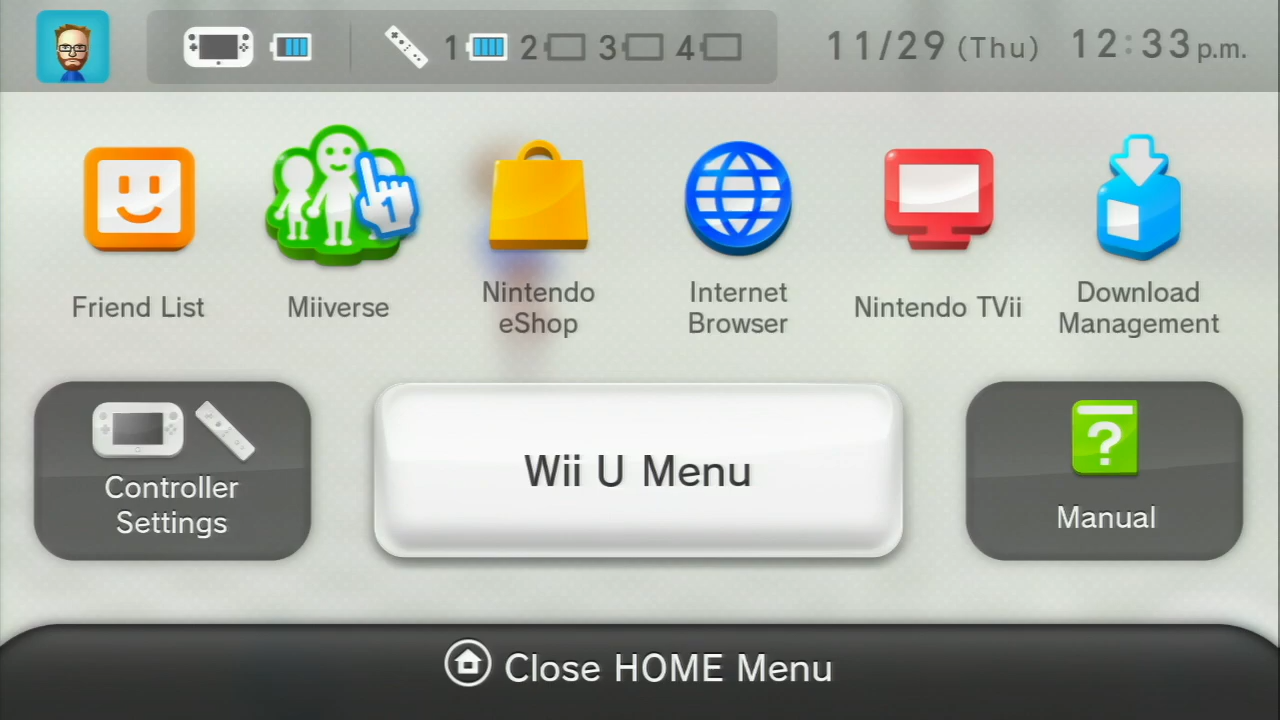 1 2 3 4 11/29 (Thu) 12:33 p.m.
1
Friend List
Miiverse
Nintendo
eShop
Internet
Browser
Nintendo TVii
Download
Management
Controller
Settings
Wii U Menu
?
Manual
Close HOME Menu